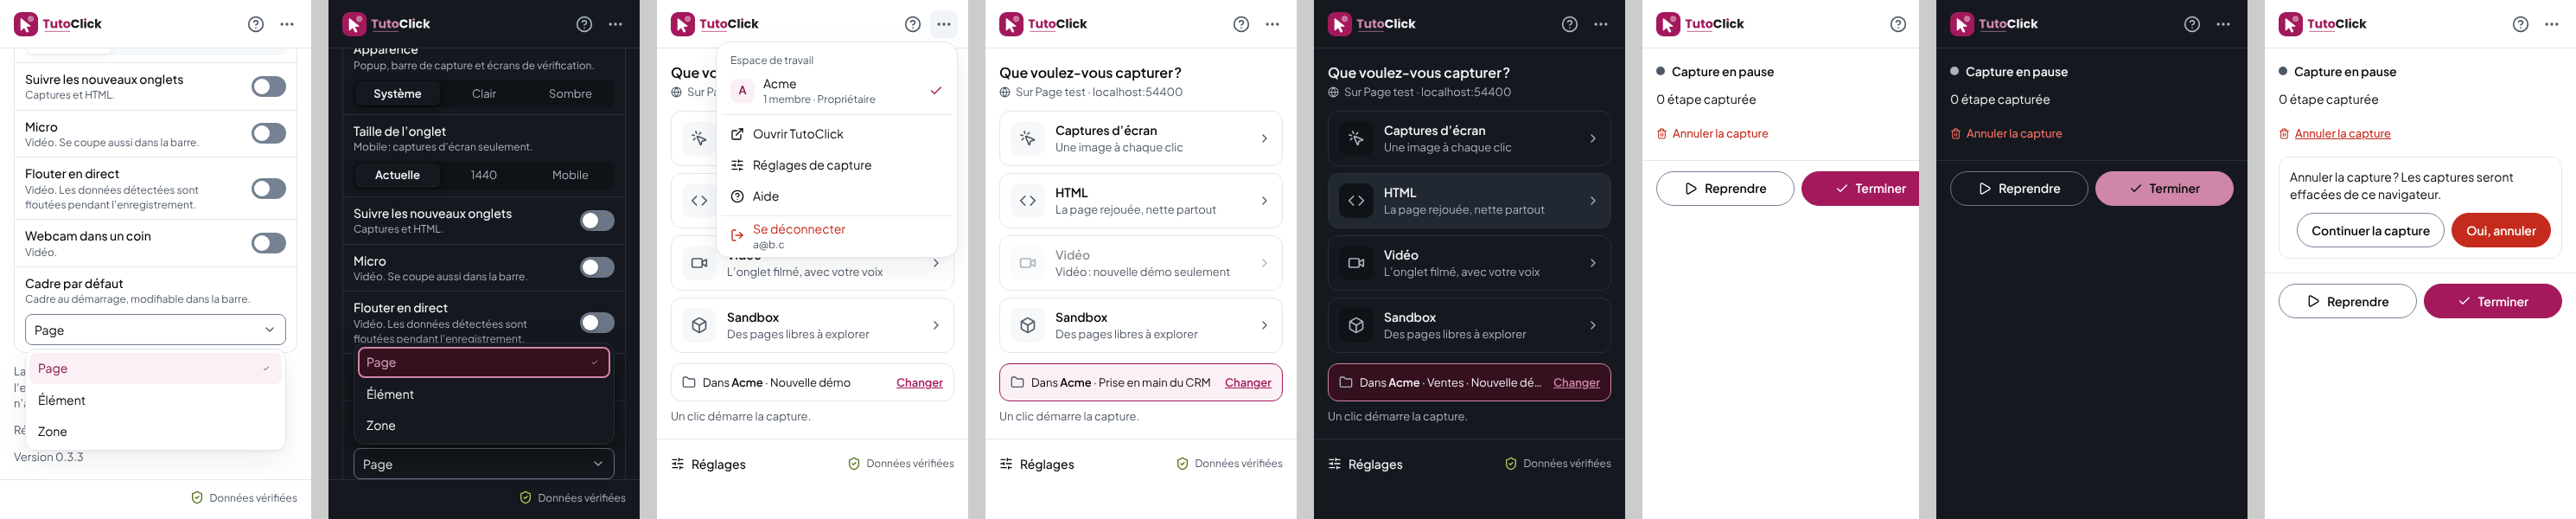 TutoClick
Suivre les nouveaux onglets
Captures et HTML.
Micro
Vidéo. Se coupe aussi dans la barre.
Flouter en direct
Vidéo. Les données détectées sont
floutées pendant l'enregistrement.
Webcam dans un coin
Vidéo.
Cadre par défaut
Cadre au démarrage, modifiable dans la barre.
Page
Page
Élément
Zone
Version 0.3.3
Données vérifiées
TutoClick
Apparence
Popup, barre de capture et écrans de vérification.
Système Clair Sombre
Taille de l'onglet
Mobile : captures d'écran seulement.
Actuelle 1440 Mobile
Suivre les nouveaux onglets
Captures et HTML.
Micro
Vidéo. Se coupe aussi dans la barre.
Flouter en direct
Vidéo. Les données détectées sont
floutées pendant l'enregistrement.
Page
Élément
Zone
Page
Données vérifiées
TutoClick
Que vo
Sur Pa
Espace de travail
A
Acme
1 membre · Propriétaire
Ouvrir TutoClick
Réglages de capture
Aide
Se déconnecter
a@b.c
Vidéo
L'onglet filmé, avec votre voix
Sandbox
Des pages libres à explorer
Dans Acme · Nouvelle démo Changer
Un clic démarre la capture.
Réglages Données vérifiées
TutoClick
Que voulez-vous capturer ?
Sur Page test · localhost:54400
Captures d'écran
Une image à chaque clic
HTML
La page rejouée, nette partout
Vidéo
Vidéo : nouvelle démo seulement
Sandbox
Des pages libres à explorer
Dans Acme · Prise en main du CRM Changer
Un clic démarre la capture.
Réglages Données vérifiées
TutoClick
Que voulez-vous capturer ?
Sur Page test · localhost:54400
Captures d'écran
Une image à chaque clic
HTML
La page rejouée, nette partout
Vidéo
L'onglet filmé, avec votre voix
Sandbox
Des pages libres à explorer
Dans Acme · Ventes · Nouvelle dé... Changer
Un clic démarre la capture.
Réglages Données vérifiées
TutoClick
Capture en pause
0 étape capturée
Annuler la capture
Reprendre Terminer
TutoClick
Capture en pause
0 étape capturée
Annuler la capture
Reprendre Terminer
TutoClick
Capture en pause
0 étape capturée
Annuler la capture
Annuler la capture ? Les captures seront
effacées de ce navigateur.
Continuer la capture Oui, annuler
Reprendre Terminer